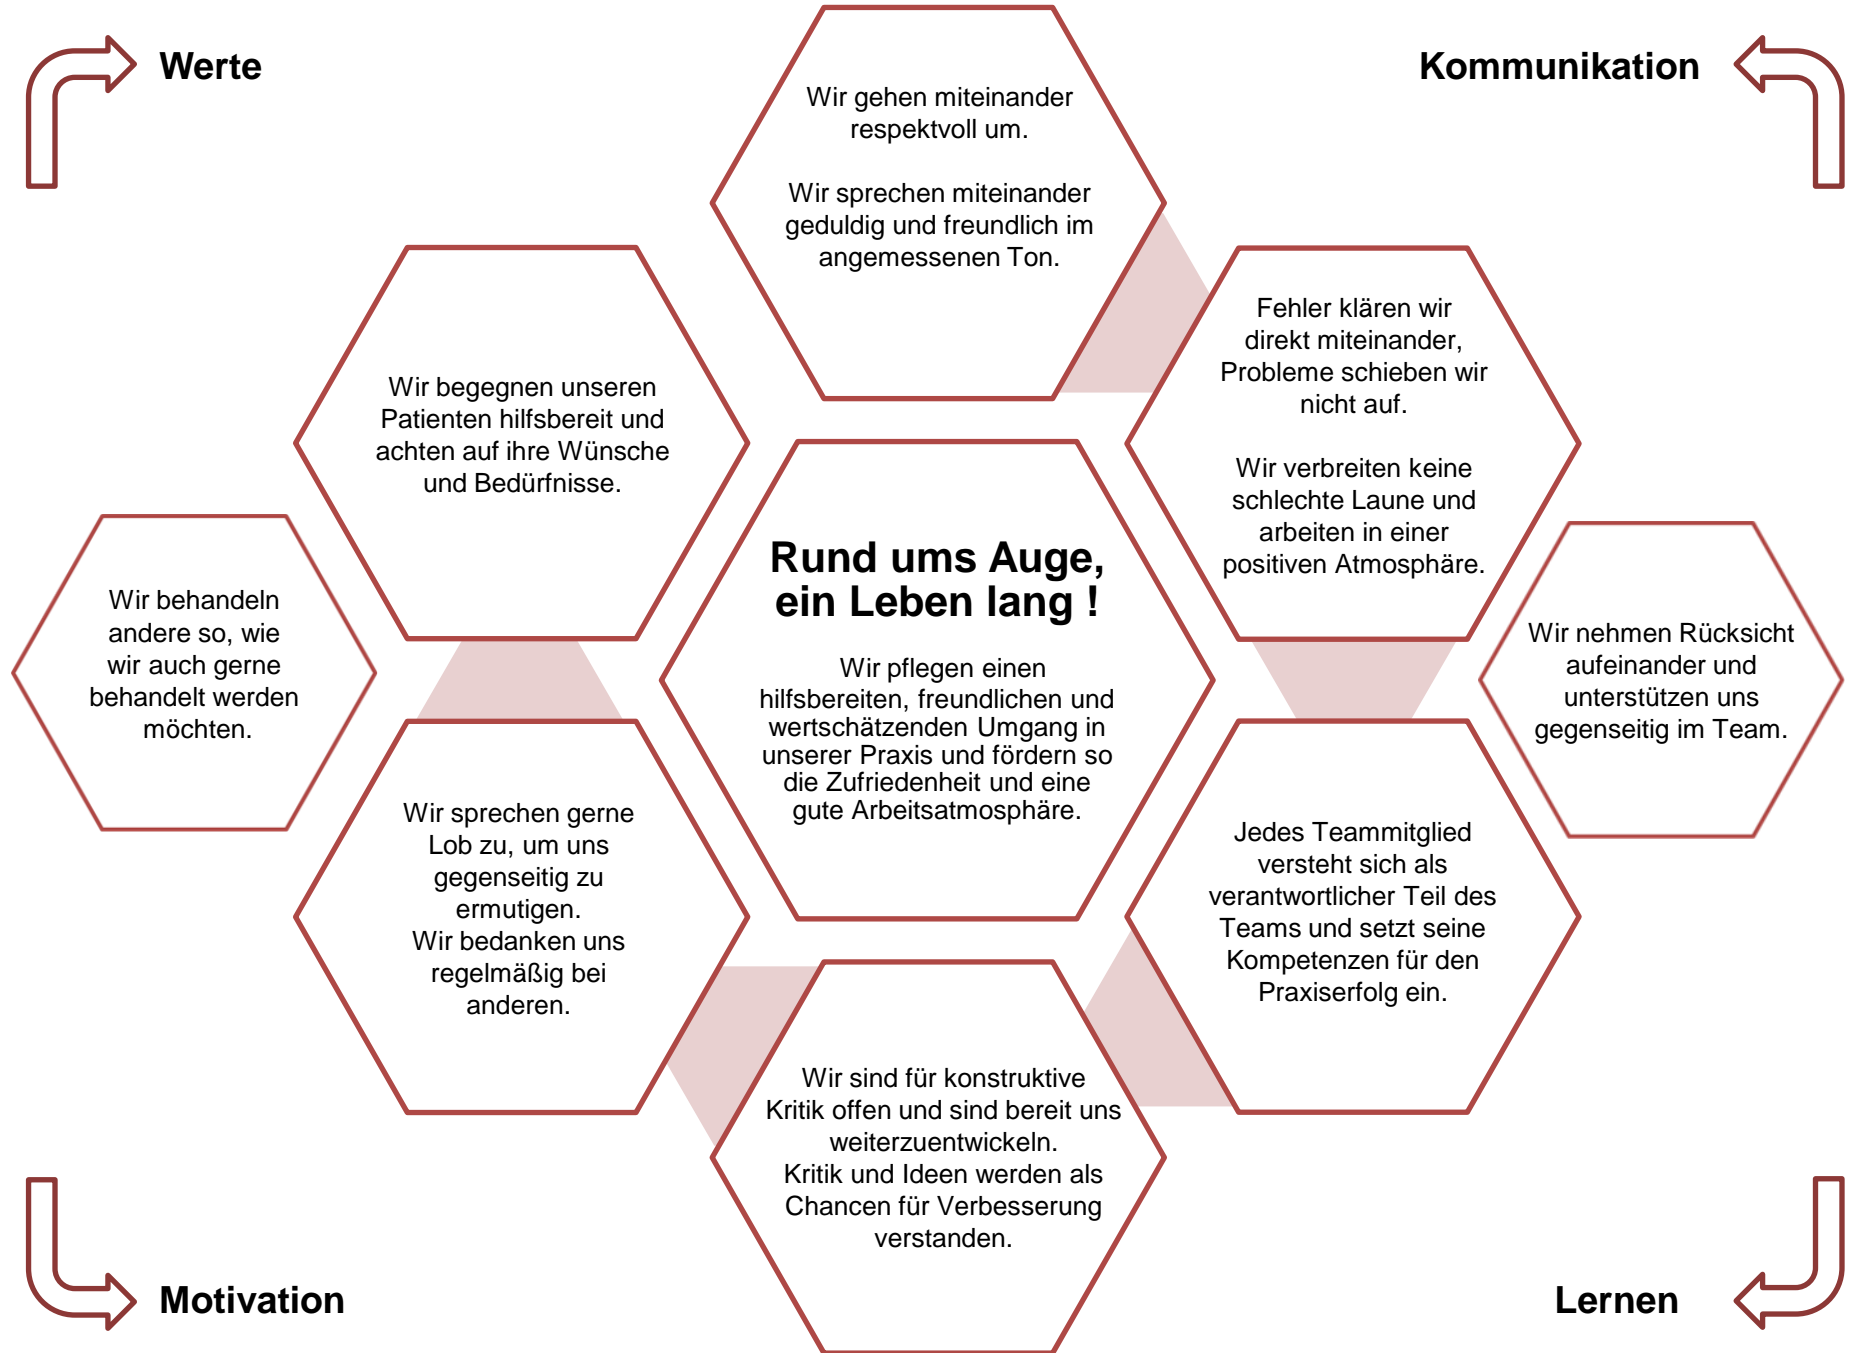 Werte
Kommunikation
Wir gehen miteinander
respektvoll um.
Wir sprechen miteinander
geduldig und freundlich im
angemessenen Ton.
Wir begegnen unseren
Patienten hilfsbereit und
achten auf ihre Wünsche
und Bedürfnisse.
Fehler klären wir
direkt miteinander,
Probleme schieben wir
nicht auf.
Wir verbreiten keine
schlechte Laune und
arbeiten in einer
positiven Atmosphäre.
Wir behandeln
andere so, wie
wir auch gerne
behandelt werden
möchten.
Rund ums Auge,
ein Leben lang !
Wir pflegen einen
hilfsbereiten, freundlichen und
wertschätzenden Umgang in
unserer Praxis und fördern so
die Zufriedenheit und eine
gute Arbeitsatmosphäre.
Wir nehmen Rücksicht
aufeinander und
unterstützen uns
gegenseitig im Team.
Wir sprechen gerne
Lob zu, um uns
gegenseitig zu
ermutigen.
Wir bedanken uns
regelmäßig bei
anderen.
Jedes Teammitglied
versteht sich als
verantwortlicher Teil des
Teams und setzt seine
Kompetenzen für den
Praxiserfolg ein.
Wir sind für konstruktive
Kritik offen und sind bereit uns
weiterzuentwickeln.
Kritik und Ideen werden als
Chancen für Verbesserung
verstanden.
Motivation
Lernen